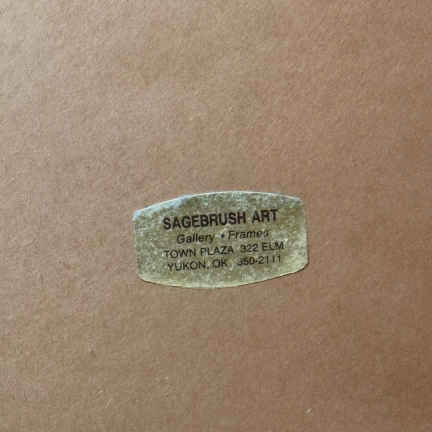 SAGEBRUSH ART
Gallery • Frames
TOWN PLAZA 322 ELM
YUKON, OK. 350-2111